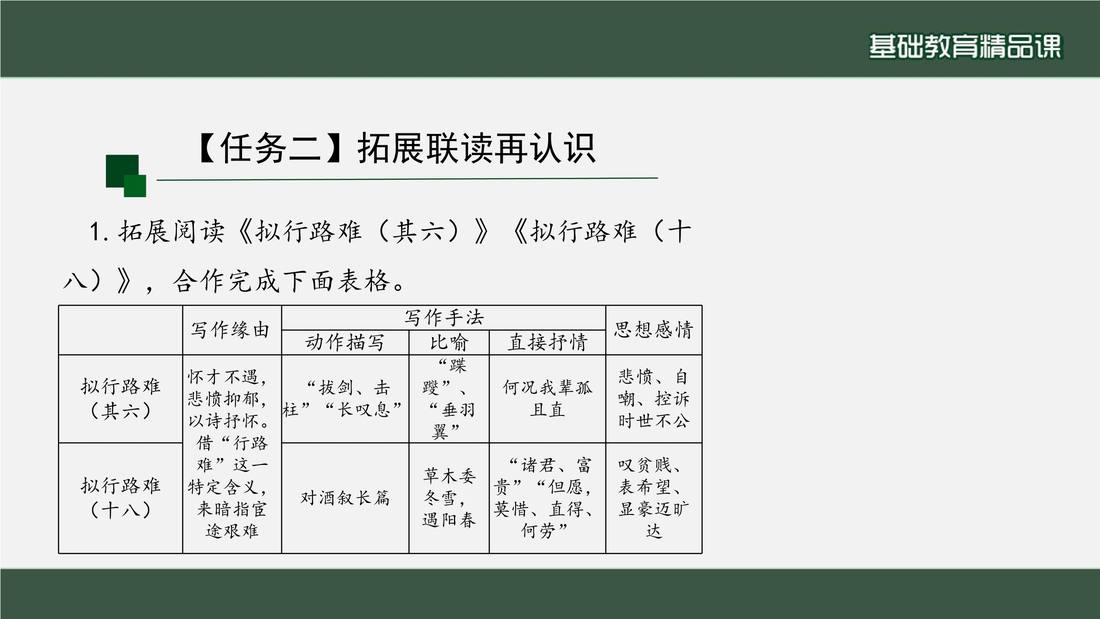 基础教育精品课
【任务二】拓展联读再认识
1.拓展阅读《拟行路难（其六）》《拟行路难（十
八）》，合作完成下面表格。
写作缘由
写作手法
思想感情
动作描写
比喻
直接抒情
拟行路难
（其六）
怀才不遇，
悲愤抑郁，
以诗抒怀。
借“行路
难”这一
特定含义，
来暗指宦
途艰难
“拔剑、击
柱”“长叹息”
“蹀
躞”、
“垂羽
翼”
何况我辈孤
且直
悲愤、自
嘲、控诉
时世不公
拟行路难
（十八）
对酒叙长篇
草木委
冬雪，
遇阳春
“诸君、富
贵”“但愿，
莫惜、直得、
何劳”
叹贫贱、
表希望、
显豪迈旷
达